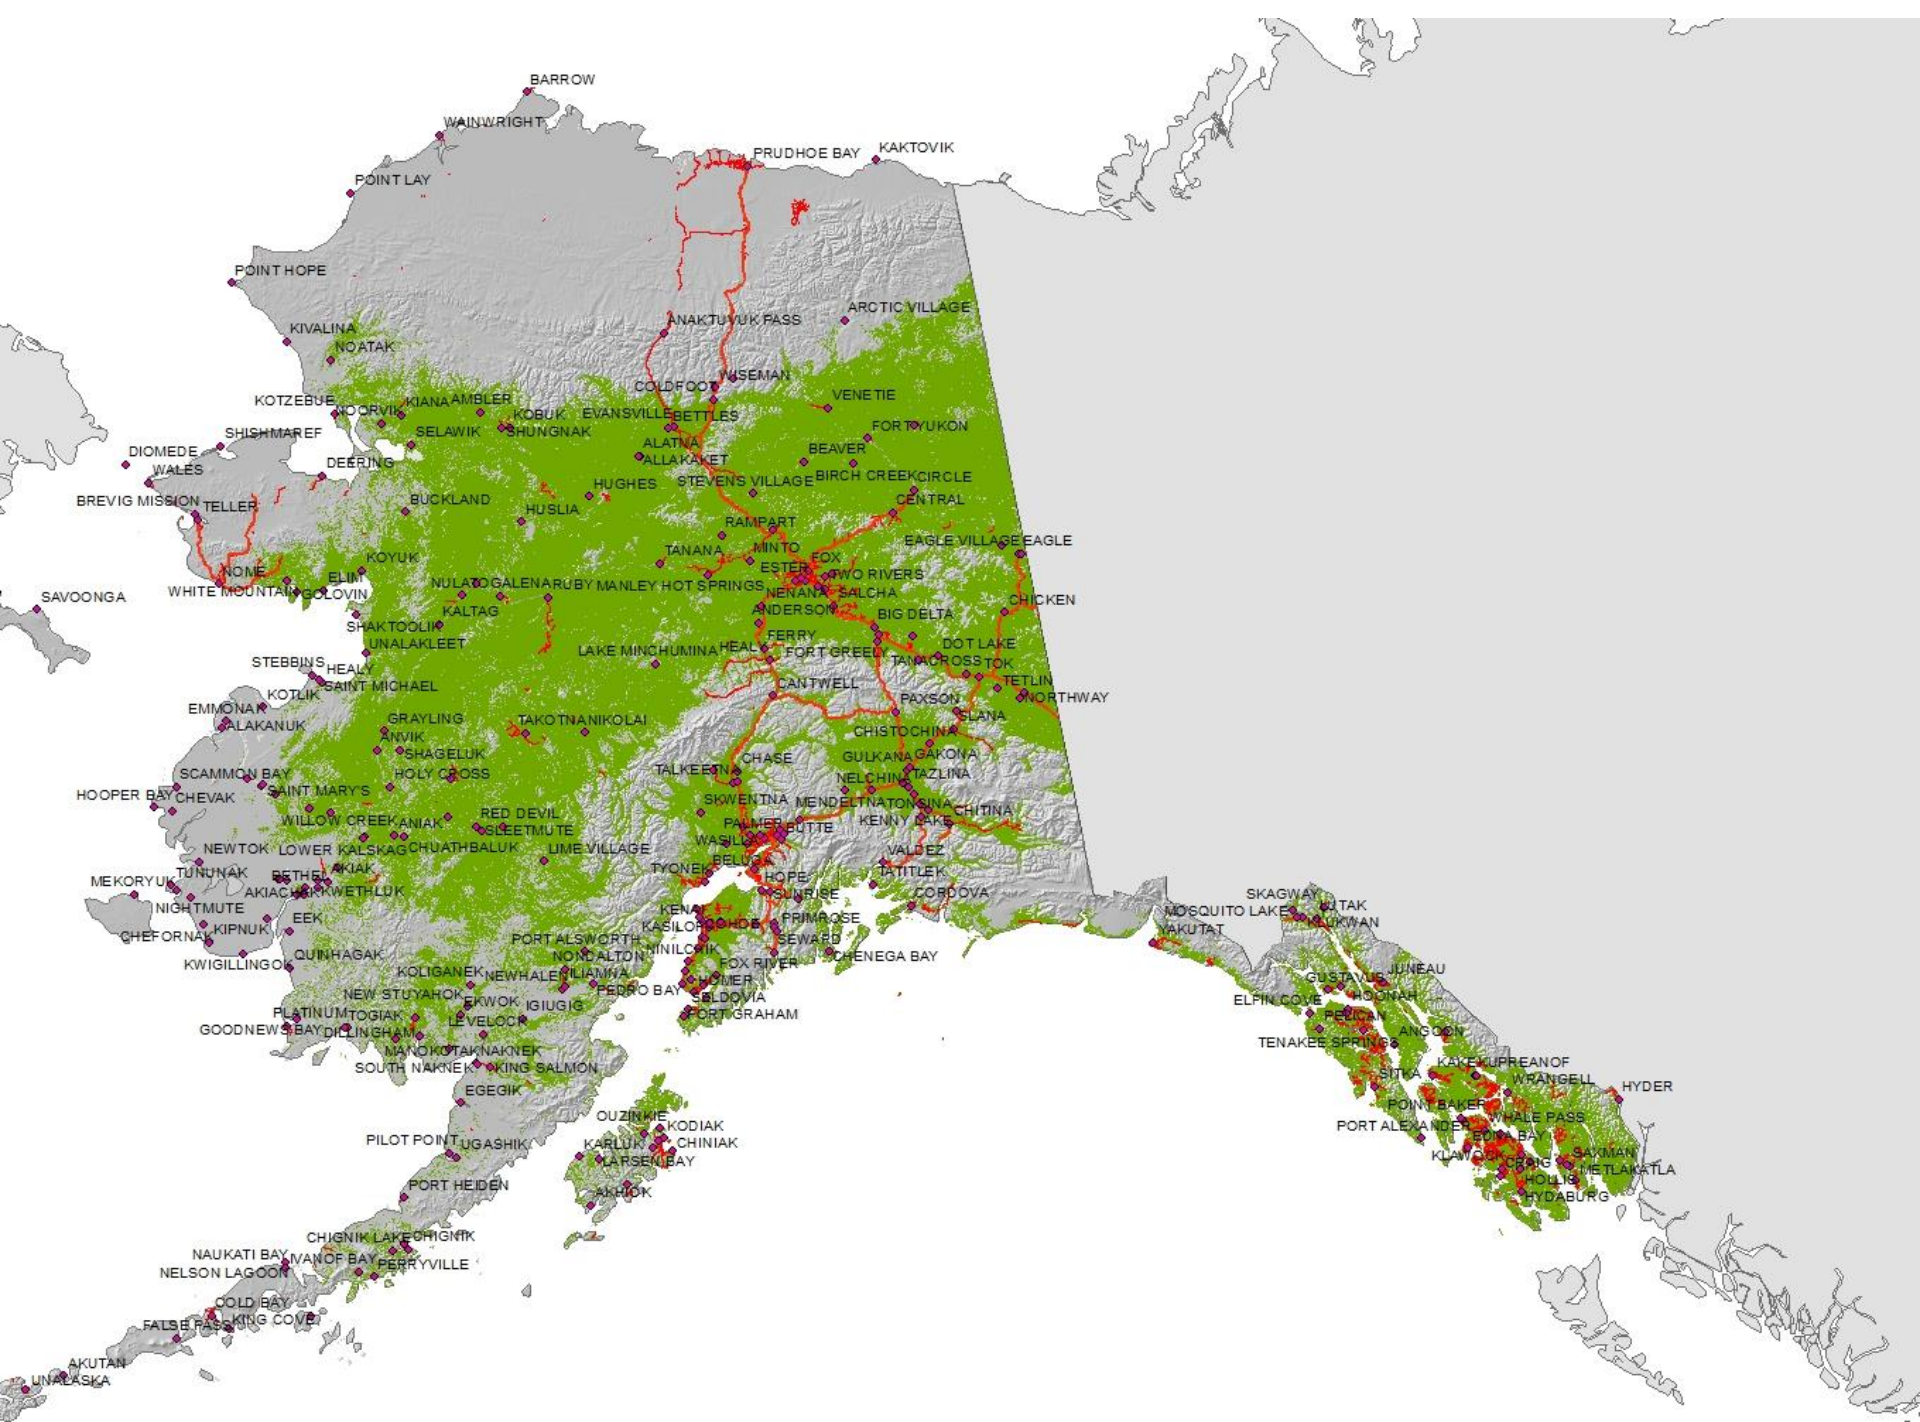 BARROW
WAINWRIGHT
PRUDHOE BAY
KAKTOVIK
POINT LAY
POINT HOPE
ARCTIC VILLAGE
ANAKTUVUK PASS
KIVALINA
NOATAK
WISEMAN
COLDFOOT
VENETIE
KOTZEBUE
NOORVIK
KIANA
AMBLER
KOBUK
EVANSVILLE
BETTLES
FORT YUKON
SHISHMAREF
SELAWIK
SHUNGNAK
ALATNA
BEAVER
DIOMEDE
WALES
DEERING
ALLAKAKET
BIRCH CREEK
CIRCLE
HUGHES
STEVENS VILLAGE
BREVIG MISSION
TELLER
BUCKLAND
HUSLIA
CENTRAL
RAMPART
EAGLE VILLAGE
EAGLE
KOYUK
TANANA
MINTO
FOX
NOME
ELIM
ESTER
TWO RIVERS
WHITE MOUNTAIN
GOLOVIN
NULATO
GALENA
RUBY
MANLEY HOT SPRINGS
NENANA
SALCHA
SAVOONGA
KALTAG
ANDERSON
BIG DELTA
CHICKEN
SHAKTOOLIK
UNALAKLEET
FERRY
LAKE MINCHUMINA
HEALY
FORT GREELY
DOT LAKE
STEBBINS
HEALY
TANACROSS
TOK
SAINT MICHAEL
CANTWELL
TETLIN
KOTLIK
PAXSON
NORTHWAY
EMMONAK
ALAKANUK
GRAYLING
TAKOTNA
NIKOLAI
SLANA
ANVIK
CHISTOCHINA
SHAGELUK
CHASE
GULKANA
GAKONA
SCAMMON BAY
HOLY CROSS
TALKEETNA
NELCHINA
TAZLINA
HOOPER BAY
CHEVAK
SAINT MARY'S
SKWENTNA
MENDELTNA
TONSINA
CHITINA
RED DEVIL
WILLOW CREEK
ANIAK
SLEETMUTE
PALMER
BUTTE
KENNY LAKE
WASILLA
NEWTOK
LOWER KALSKAG
CHUATHBALUK
LIME VILLAGE
VALDEZ
BELUGA
TYONEK
TATITLEK
MEKORYUK
TUNUNAK
BETHEL
AKIAK
HOPE
AKIACHAK
KWETHLUK
SUNRISE
CORDOVA
NIGHTMUTE
EEK
KENAI
COHOE
PRIMROSE
CHEFORNAK
KIPNUK
KASILOF
SEWARD
PORT ALSWORTH
NINILCHIK
CHENEGA BAY
KWIGILLINGOK
QUINHAGAK
NONDALTON
FOX RIVER
KOLIGANEK
NEWHALEN
ILIAMNA
HOMER
NEW STUYAHOK
EKWOK
IGIUGIG
PEDRO BAY
SELDOVIA
PLATINUM
TOGIAK
LEVELOCK
PORT GRAHAM
GOODNEWS BAY
DILLINGHAM
MANOKOTAK
NAKNEK
SOUTH NAKNEK
KING SALMON
EGEGIK
OUZINKIE
KODIAK
PILOT POINT
UGASHIK
KARLUK
CHINIAK
LARSEN BAY
PORT HEIDEN
AKHIOK
CHIGNIK LAKE
CHIGNIK
NAUKATI BAY
IVANOF BAY
PERRYVILLE
NELSON LAGOON
COLD BAY
FALSE PASS
KING COVE
AKUTAN
UNALASKA
SKAGWAY
MOSQUITO LAKE
LUTAK
KLUKWAN
YAKUTAT
JUNEAU
GUSTAVUS
ELFIN COVE
HOONAH
PELICAN
TENAKEE SPRINGS
ANGOON
KAKE
KUPREANOF
SITKA
WRANGELL
HYDER
POINT BAKER
WHALE PASS
PORT ALEXANDER
EDNA BAY
KLAWOCK
CRAIG
SAXMAN
METLAKATLA
HOLLIS
HYDABURG